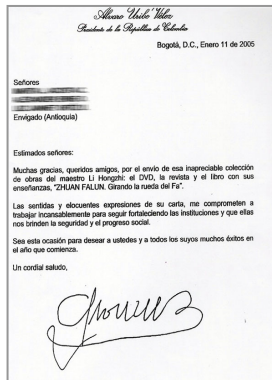 Álvaro Uribe Vélez
Presidente de la República de Colombia
Bogotá, D.C., Enero 11 de 2005
Señores
Envigado (Antioquia)
Estimados señores:
Muchas gracias, queridos amigos, por el envío de esa inapreciable colección
de obras del maestro Li Hongzhi: el DVD, la revista y el libro con sus
enseñanzas, "ZHUAN FALUN. Girando la rueda del Fa".
Las sentidas y elocuentes expresiones de su carta, me comprometen a
trabajar incansablemente para seguir fortaleciendo las instituciones y que ellas
nos brinden la seguridad y el progreso social.
Sea esta ocasión para desear a ustedes y a todos los suyos muchos éxitos en
el año que comienza.
Un cordial saludo,